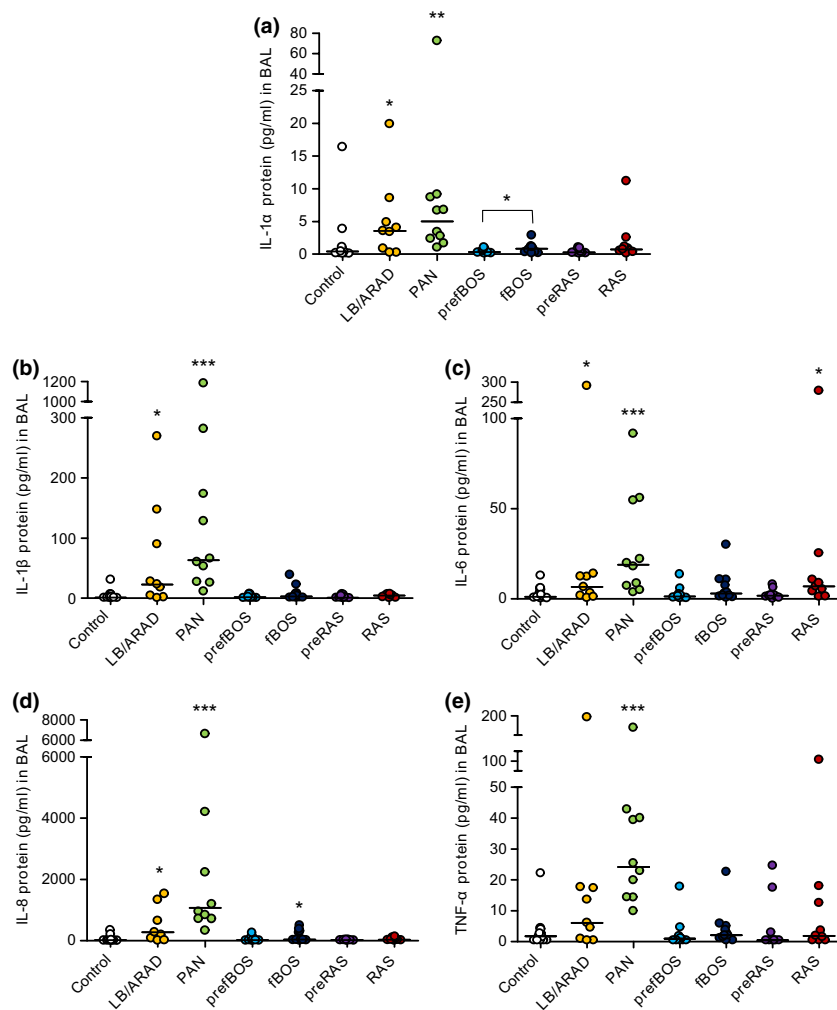 (a)
**
80
60
40
25
20
15
10
5
0
IL-1α protein (pg/ml) in BAL
*
*
Control
LB/ARAD
PAN
prefBOS
fBOS
preRAS
RAS
(b)
***
1200
1000
300
200
100
0
IL-1β protein (pg/ml) in BAL
*
Control
LB/ARAD
PAN
prefBOS
fBOS
preRAS
RAS
(c)
*
*
300
200
100
50
0
IL-6 protein (pg/ml) in BAL
***
Control
LB/ARAD
PAN
prefBOS
fBOS
preRAS
RAS
(d)
***
8000
6000
6000
4000
2000
0
IL-8 protein (pg/ml) in BAL
*
*
Control
LB/ARAD
PAN
prefBOS
fBOS
preRAS
RAS
(e)
***
200
100
50
40
30
20
10
0
TNF-α protein (pg/ml) in BAL
Control
LB/ARAD
PAN
prefBOS
fBOS
preRAS
RAS